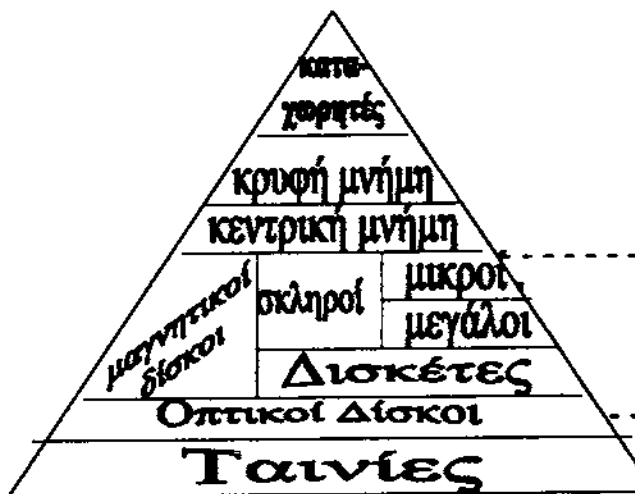 κατα-
χωρητές
κρυφή μνήμη
κεντρική μνήμη
μαγνητικοί
δίσκοι
σκληροί
μικροί
μεγάλοι
Δισκέτες
Οπτικοί Δίσκοι
Ταινίες